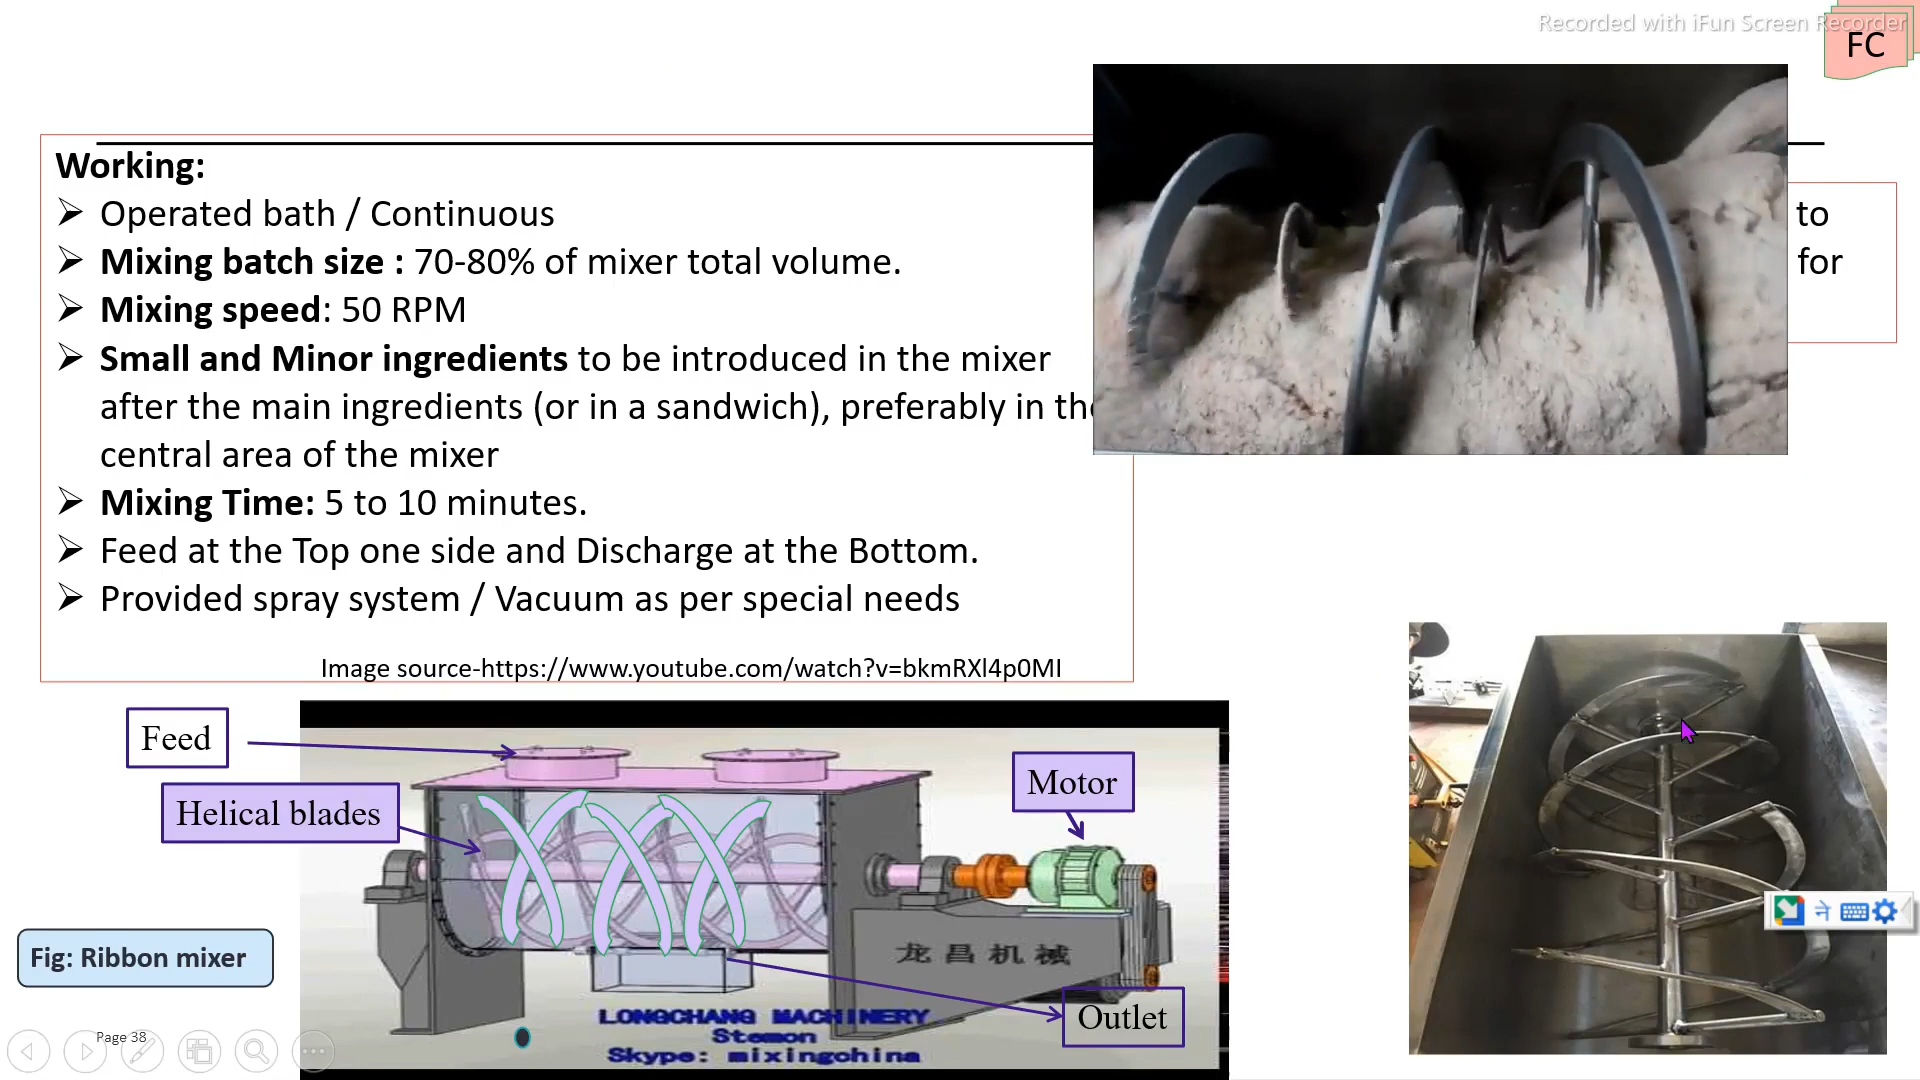 Recorded with iFun Screen Recorder
FC
Working:
➢ Operated bath / Continuous
➢ Mixing batch size : 70-80% of mixer total volume.
➢ Mixing speed: 50 RPM
➢ Small and Minor ingredients to be introduced in the mixer
after the main ingredients (or in a sandwich), preferably in the
central area of the mixer
➢ Mixing Time: 5 to 10 minutes.
➢ Feed at the Top one side and Discharge at the Bottom.
➢ Provided spray system / Vacuum as per special needs
to
for
Image source-https://www.youtube.com/watch?v=bkmRXl4p0MI
Feed
Helical blades
Motor
龙昌机械
Outlet
LONGCHANG MACHINERY
Stemon
Skype: mixingchina
Fig: Ribbon mixer
Page 38
ने